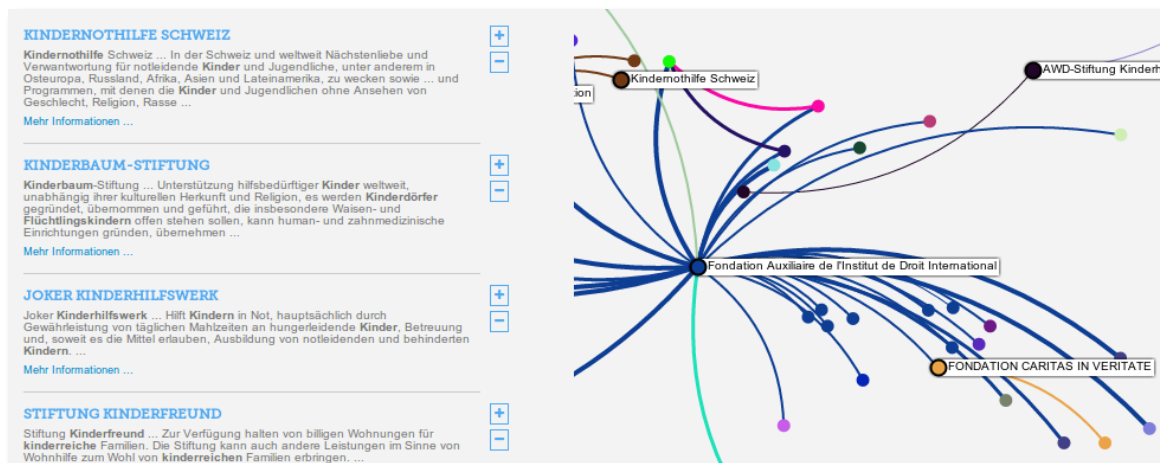 KINDERNOTHILFE SCHWEIZ
Kindernothilfe Schweiz ... In der Schweiz und weltweit Nächstenliebe und
Verwantwortung für notleidende Kinder und Jugendliche, unter anderem in
Osteuropa, Russland, Afrika, Asien und Lateinamerika, zu wecken sowie ... und
Programmen, mit denen die Kinder und Jugendlichen ohne Ansehen von
Geschlecht, Religion, Rasse ...
Mehr Informationen ...
KINDERBAUM-STIFTUNG
Kinderbaum-Stiftung ... Unterstützung hilfsbedürftiger Kinder weltweit,
unabhängig ihrer kulturellen Herkunft und Religion, es werden Kinderdörfer
gegründet, übernommen und geführt, die insbesondere Waisen- und
Flüchtlingskindern offen stehen sollen, kann human- und zahnmedizinische
Einrichtungen gründen, übernehmen ...
Mehr Informationen ...
JOKER KINDERHILFSWERK
Joker Kinderhilfswerk ... Hilft Kindern in Not, hauptsächlich durch
Gewährleistung von täglichen Mahlzeiten an hungerleidende Kinder, Betreuung
und, soweit es die Mittel erlauben, Ausbildung von notleidenden und behinderten
Kindern. ...
Mehr Informationen ...
STIFTUNG KINDERFREUND
Stiftung Kinderfreund ... Zur Verfügung halten von billigen Wohnungen für
kinderreiche Familien. Die Stiftung kann auch andere Leistungen im Sinne von
Wohnhilfe zum Wohl von kinderreichen Familien erbringen. ...
AWD-Stiftung Kinderh
Kindernothilfe Schweiz
tion
Fondation Auxiliaire de l'Institut de Droit International
FONDATION CARITAS IN VERITATE